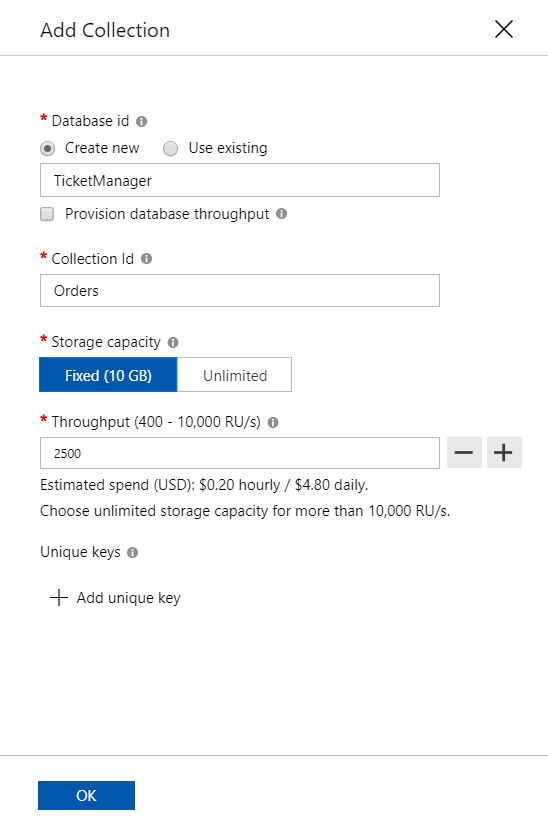 Add Collection
* Database id
Create new Use existing
TicketManager
Provision database throughput
* Collection Id
Orders
* Storage capacity
Fixed (10 GB) Unlimited
* Throughput (400 - 10,000 RU/s)
2500
Estimated spend (USD): $0.20 hourly / $4.80 daily.
Choose unlimited storage capacity for more than 10,000 RU/s.
Unique keys
Add unique key
OK